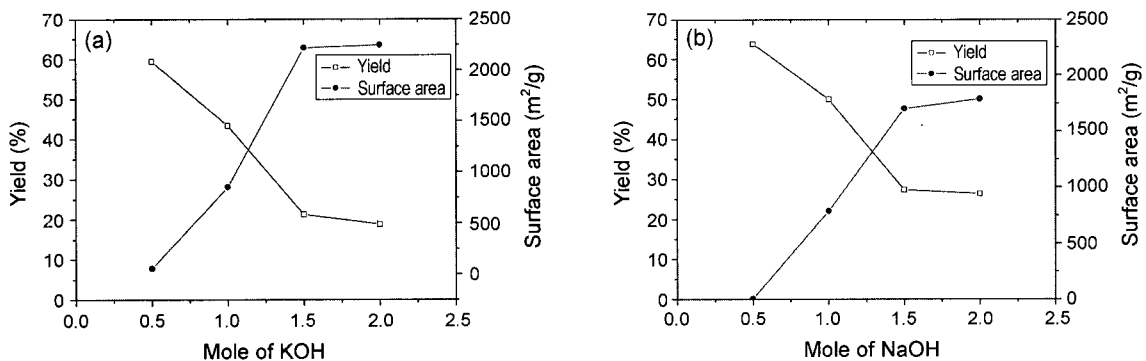 (a)
Yield
Surface area
Yield (%)
70
60
50
40
30
20
10
0
0.0 0.5 1.0 1.5 2.0 2.5
Mole of KOH
2500
2000
1500
1000
500
0
Surface area (m²/g)
(b)
Yield
Surface area
Yield (%)
70
60
50
40
30
20
10
0
0.0 0.5 1.0 1.5 2.0 2.5
Mole of NaOH
2500
2000
1500
1000
500
0
Surface area (m²/g)